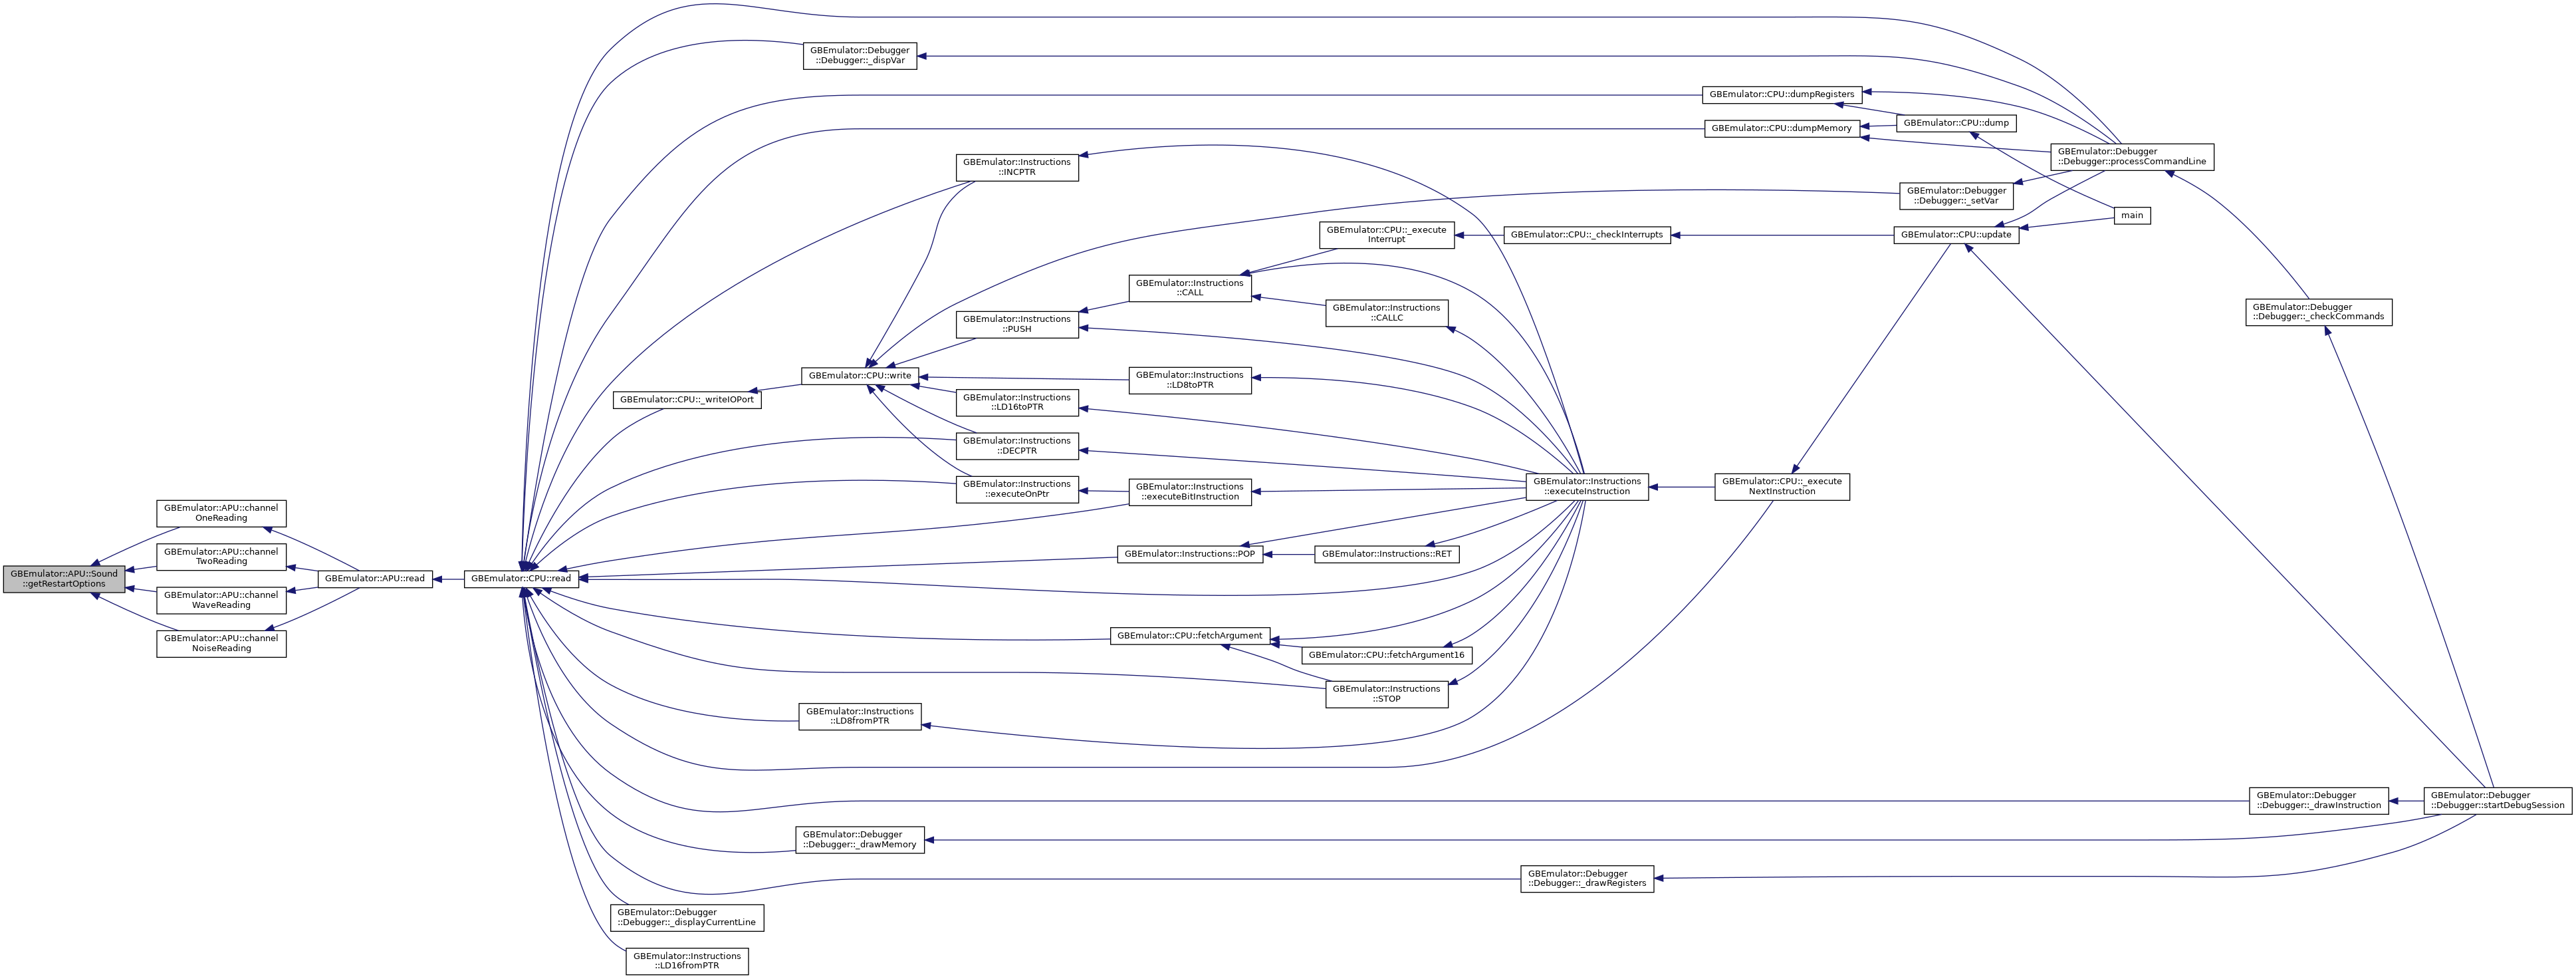 GBEmulator::APU::Sound
::getRestartOptions
GBEmulator::APU::channel
OneReading
GBEmulator::APU::channel
TwoReading
GBEmulator::APU::channel
WaveReading
GBEmulator::APU::channel
NoiseReading
GBEmulator::APU::read
GBEmulator::CPU::read
GBEmulator::Debugger
::Debugger::_dispVar
GBEmulator::CPU::dumpRegisters
GBEmulator::CPU::dumpMemory
GBEmulator::CPU::dump
GBEmulator::Debugger
::Debugger::processCommandLine
GBEmulator::Instructions
::INCPTR
GBEmulator::Debugger
::Debugger::_setVar
main
GBEmulator::CPU::_execute
Interrupt
GBEmulator::CPU::_checkInterrupts
GBEmulator::CPU::update
GBEmulator::Instructions
::CALL
GBEmulator::Instructions
::CALLC
GBEmulator::Debugger
::Debugger::_checkCommands
GBEmulator::Instructions
::PUSH
GBEmulator::CPU::write
GBEmulator::Instructions
::LD8toPTR
GBEmulator::CPU::_writeIOPort
GBEmulator::Instructions
::LD16toPTR
GBEmulator::Instructions
::DECPTR
GBEmulator::Instructions
::executeOnPtr
GBEmulator::Instructions
::executeBitInstruction
GBEmulator::Instructions
::executeInstruction
GBEmulator::CPU::_execute
NextInstruction
GBEmulator::Instructions::POP
GBEmulator::Instructions::RET
GBEmulator::CPU::fetchArgument
GBEmulator::CPU::fetchArgument16
GBEmulator::Instructions
::STOP
GBEmulator::Instructions
::LD8fromPTR
GBEmulator::Debugger
::Debugger::_drawInstruction
GBEmulator::Debugger
::Debugger::startDebugSession
GBEmulator::Debugger
::Debugger::_drawMemory
GBEmulator::Debugger
::Debugger::_drawRegisters
GBEmulator::Debugger
::Debugger::_displayCurrentLine
GBEmulator::Instructions
::LD16fromPTR